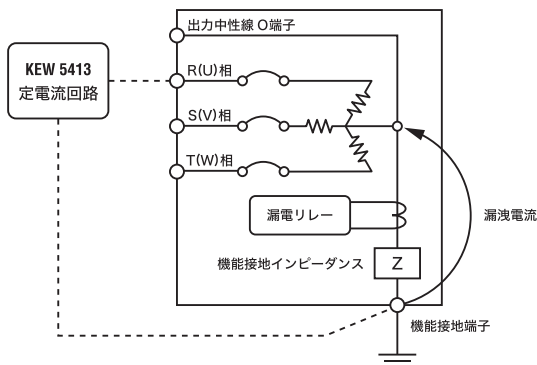 出力中性線 O端子
KEW 5413
定電流回路
R(U)相
S(V)相
T(W)相
漏電リレー
漏洩電流
機能接地インピーダンス
Z
機能接地端子